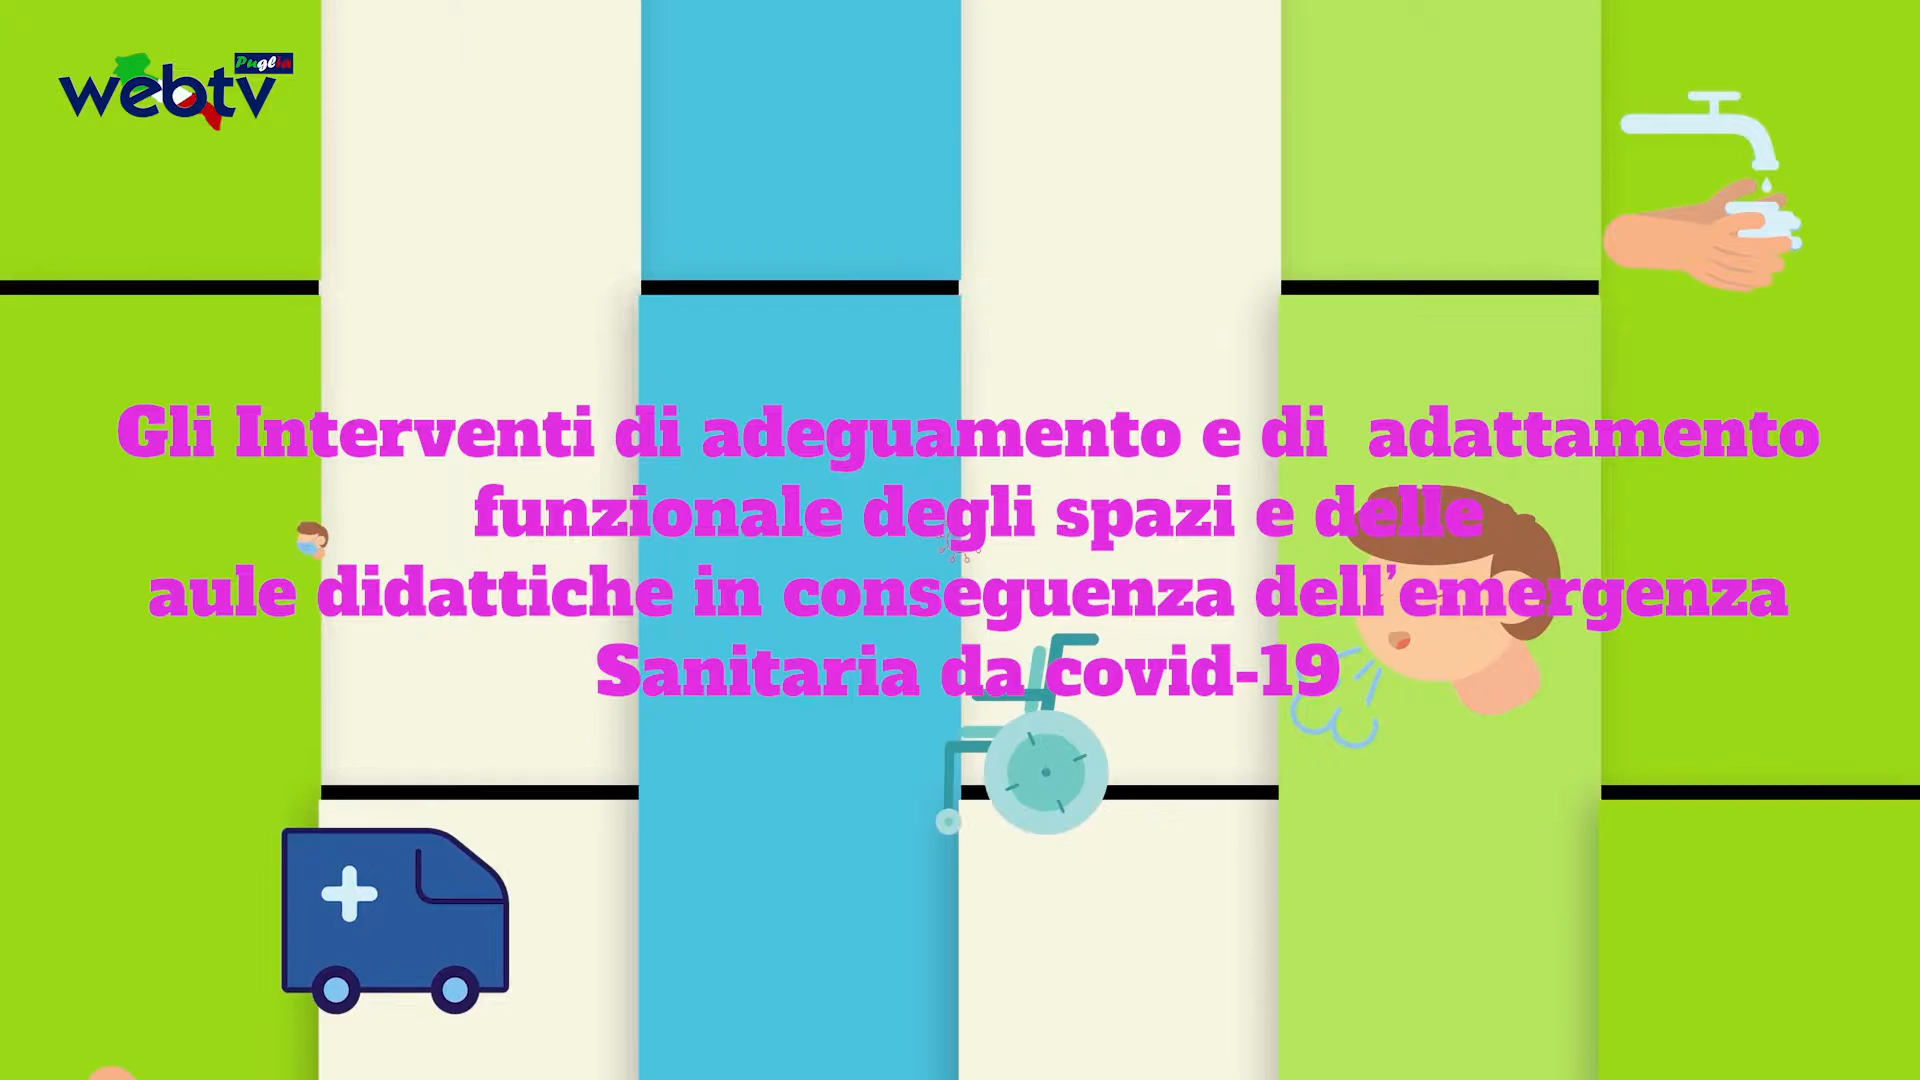 Puglia
webtv
Gli Interventi di adeguamento e di  adattamento
funzionale degli spazi e delle
aule didattiche in conseguenza dell’emergenza
Sanitaria da covid-19